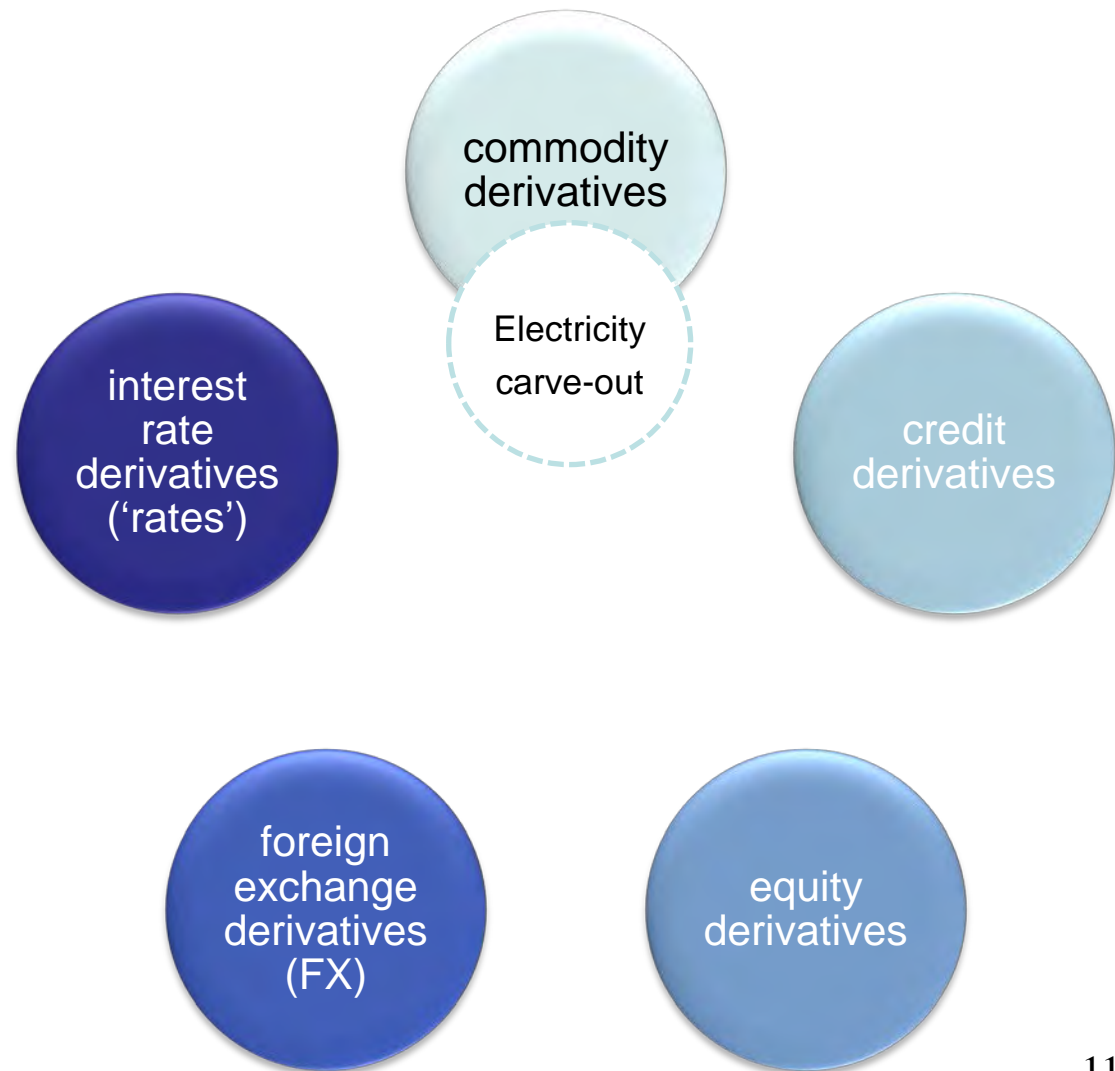 commodity
derivatives
Electricity
carve-out
interest
rate
derivatives
(‘rates’)
credit
derivatives
foreign
exchange
derivatives
(FX)
equity
derivatives
11